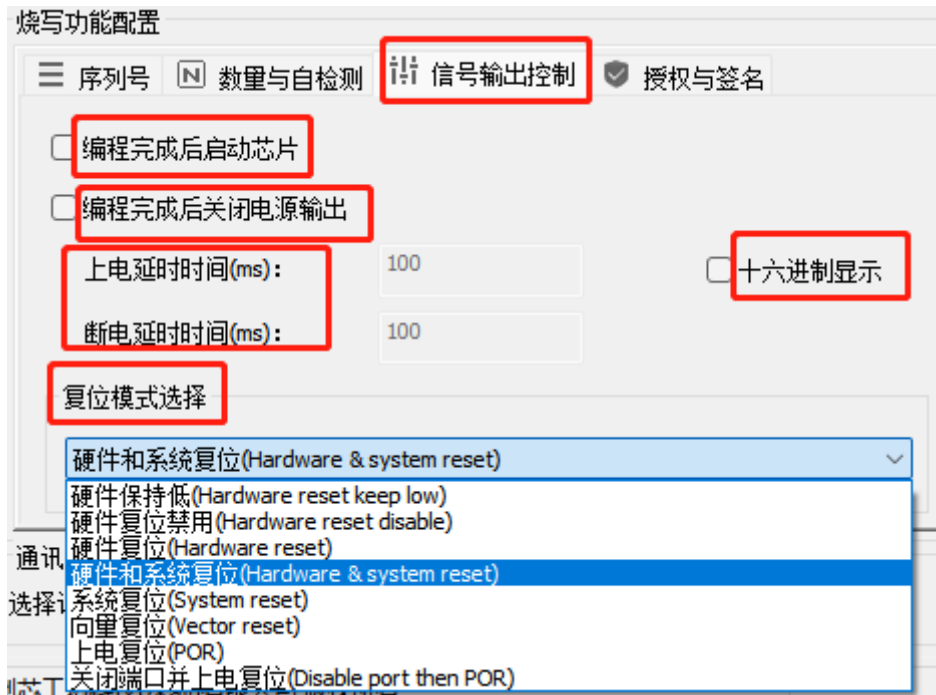 烧写功能配置
序列号 N 数量与自检测 信号输出控制 授权与签名
编程完成后启动芯片
编程完成后关闭电源输出
上电延时时间(ms): 100 十六进制显示
断电延时时间(ms): 100
复位模式选择
硬件和系统复位(Hardware & system reset)
硬件保持低(Hardware reset keep low)
硬件复位禁用(Hardware reset disable)
硬件复位(Hardware reset)
通讯
硬件和系统复位(Hardware & system reset)
选择
系统复位(System reset)
向量复位(Vector reset)
上电复位(POR)
关闭端口并上电复位(Disable port then POR)